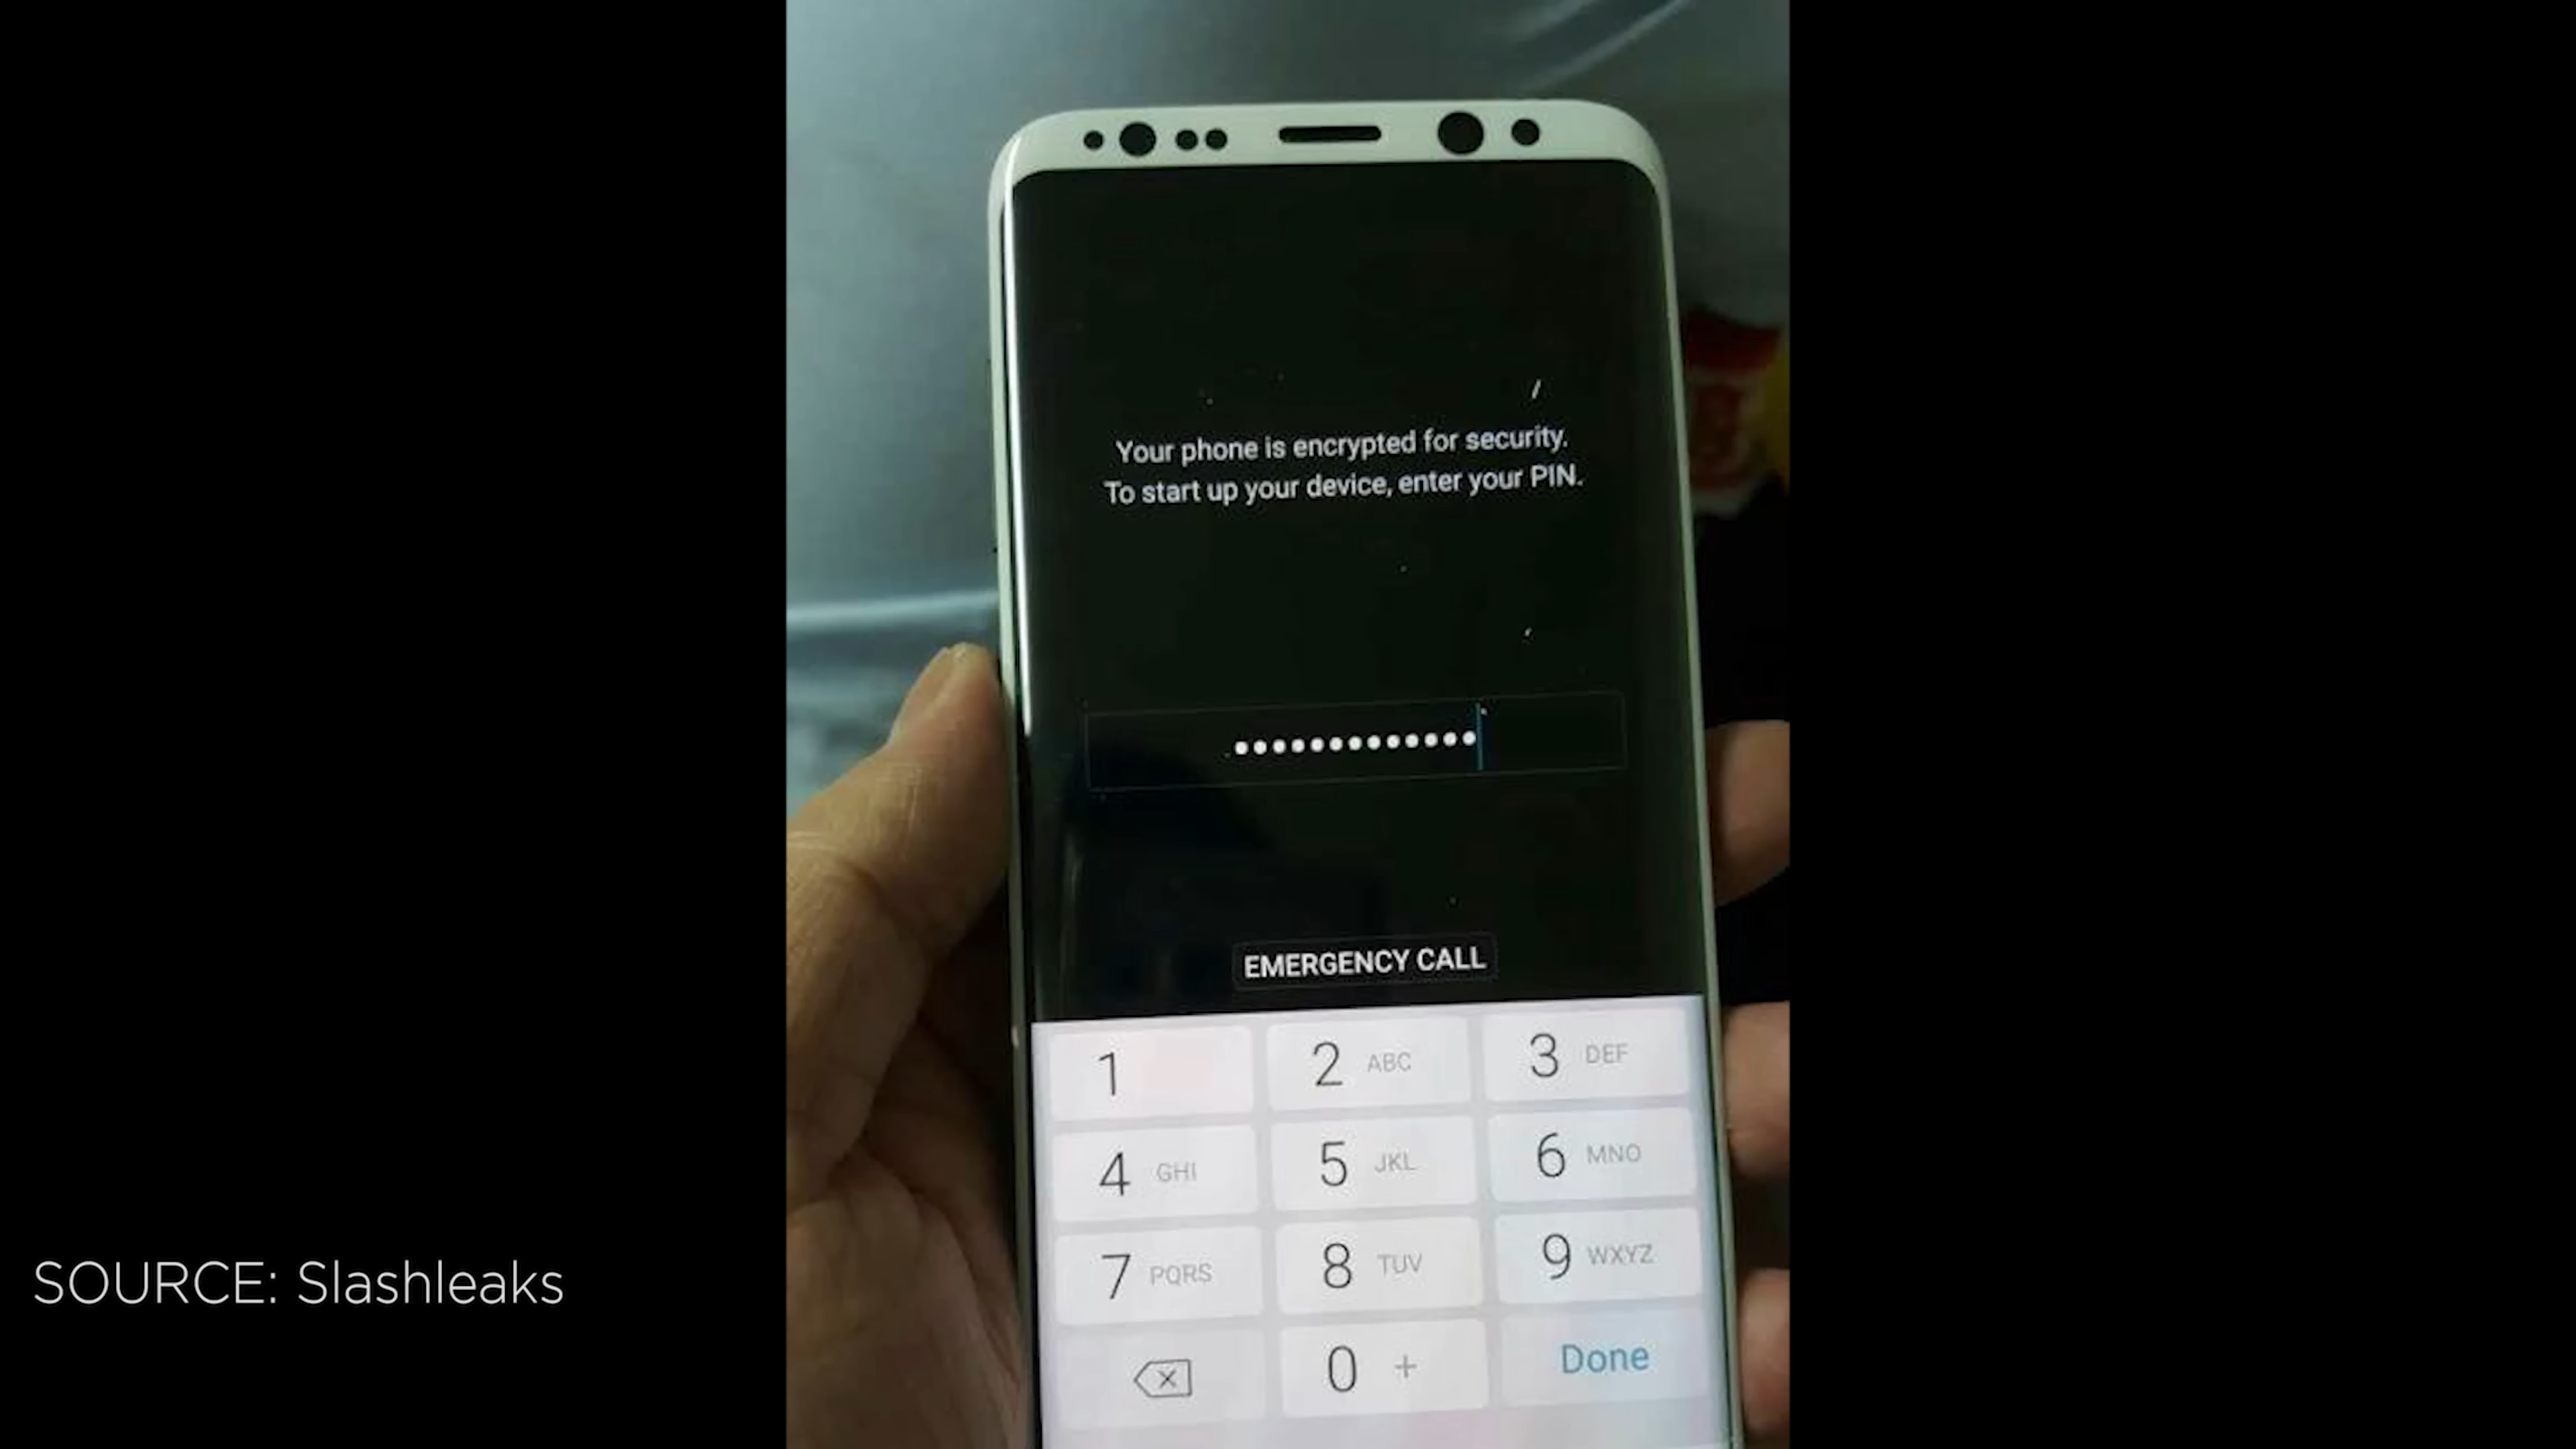 Your phone is encrypted for security.
To start up your device, enter your PIN.
•••••••••••••
EMERGENCY CALL
1
2 ABC
3 DEF
4 GHI
5 JKL
6 MNO
7 PQRS
8 TUV
9 WXYZ
0 +
Done
SOURCE: Slashleaks